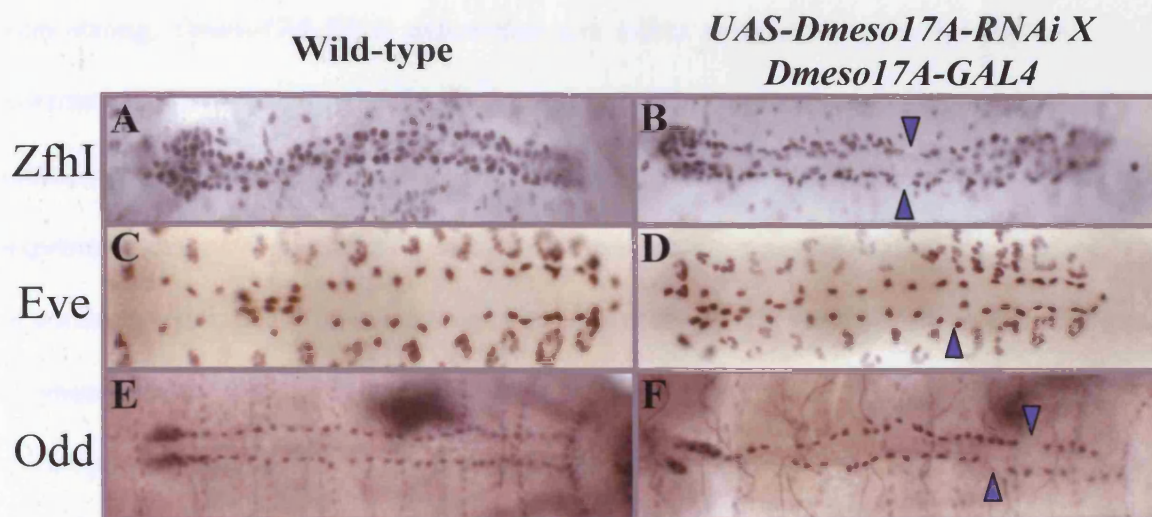 Wild-type
UAS-Dmeso17A-RNAi X
Dmeso17A-GAL4
ZfhI
A
B
Eve
C
D
Odd
E
F